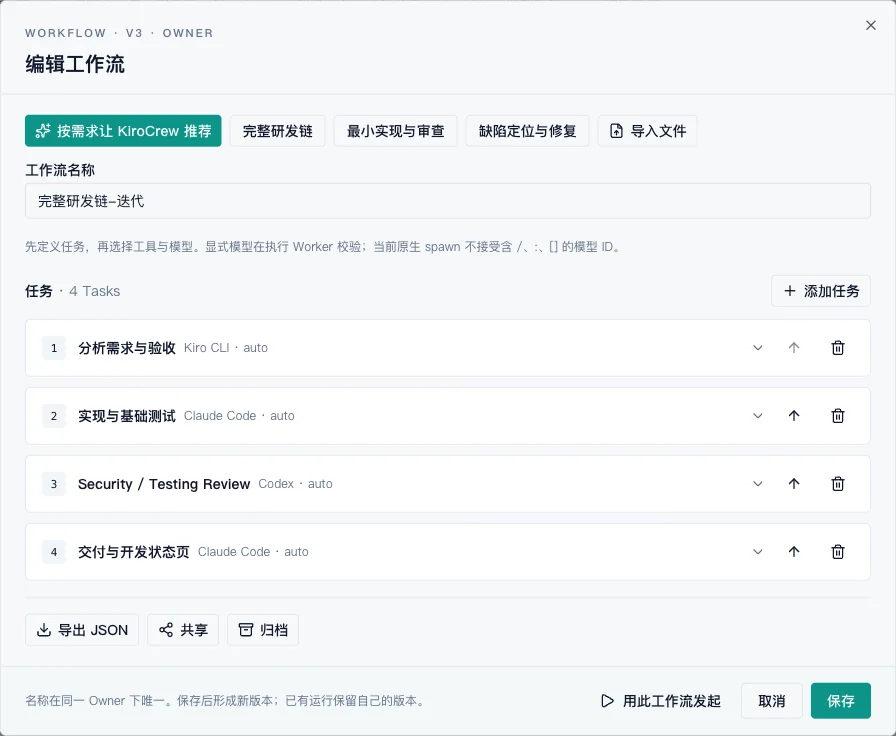 WORKFLOW · V3 · OWNER
编辑工作流
按需求让 KiroCrew 推荐 完整研发链 最小实现与审查 缺陷定位与修复 导入文件
工作流名称
完整研发链–迭代
先定义任务，再选择工具与模型。显式模型在执行 Worker 校验；当前原生 spawn 不接受含 /、:、[] 的模型 ID。
任务 · 4 Tasks 添加任务
1 分析需求与验收 Kiro CLI · auto
2 实现与基础测试 Claude Code · auto
3 Security / Testing Review Codex · auto
4 交付与开发状态页 Claude Code · auto
导出 JSON 共享 归档
名称在同一 Owner 下唯一。保存后形成新版本；已有运行保留自己的版本。 用此工作流发起 取消 保存